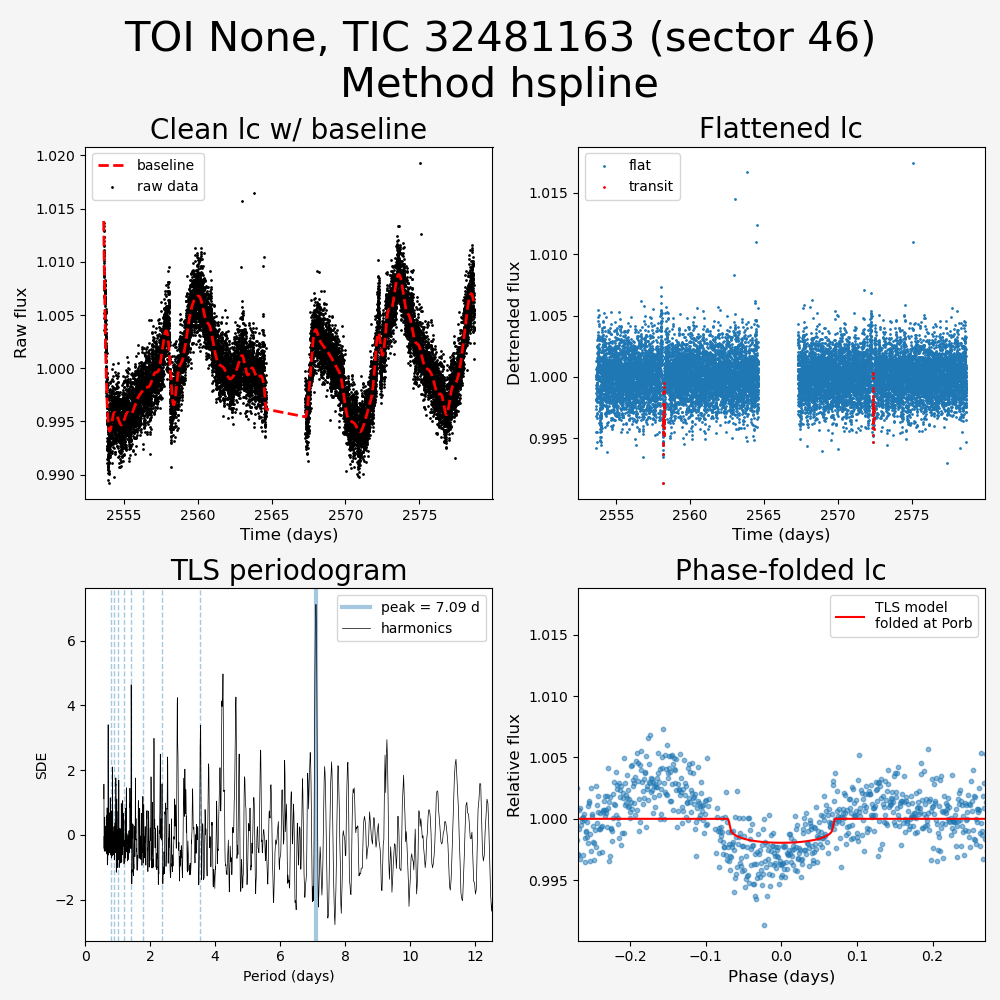 TOI None, TIC 32481163 (sector 46)
Method hspline
Clean lc w/ baseline
baseline
raw data
1.020
1.015
1.010
1.005
1.000
0.995
0.990
Raw flux
2555
2560
2565
2570
2575
Time (days)
Flattened lc
flat
transit
1.015
1.010
1.005
1.000
0.995
Detrended flux
2555
2560
2565
2570
2575
Time (days)
TLS periodogram
peak = 7.09 d
harmonics
6
4
2
0
−2
SDE
0
2
4
6
8
10
12
Period (days)
Phase-folded lc
TLS model
folded at Porb
1.015
1.010
1.005
1.000
0.995
Relative flux
−0.2
−0.1
0.0
0.1
0.2
Phase (days)